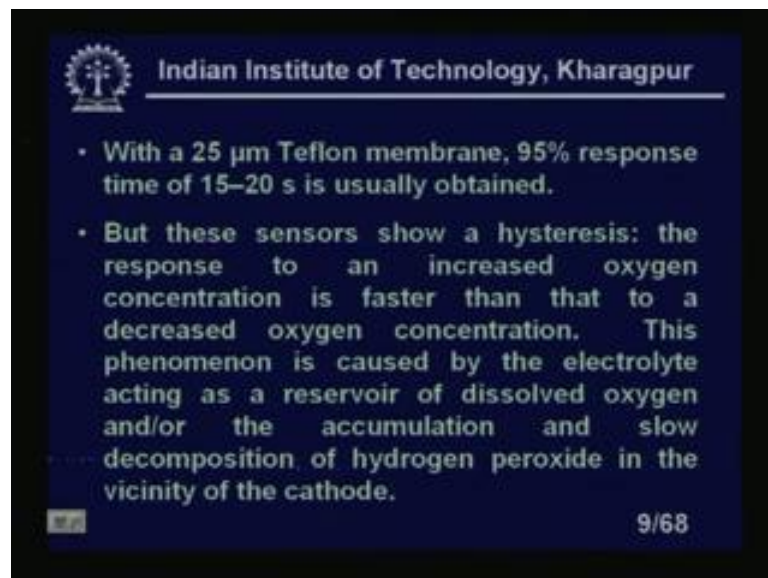 Indian Institute of Technology, Kharagpur
• With a 25 µm Teflon membrane, 95% response
time of 15–20 s is usually obtained.
• But these sensors show a hysteresis: the
response to an increased oxygen
concentration is faster than that to a
decreased oxygen concentration. This
phenomenon is caused by the electrolyte
acting as a reservoir of dissolved oxygen
and/or the accumulation and slow
decomposition of hydrogen peroxide in the
vicinity of the cathode.
9/68